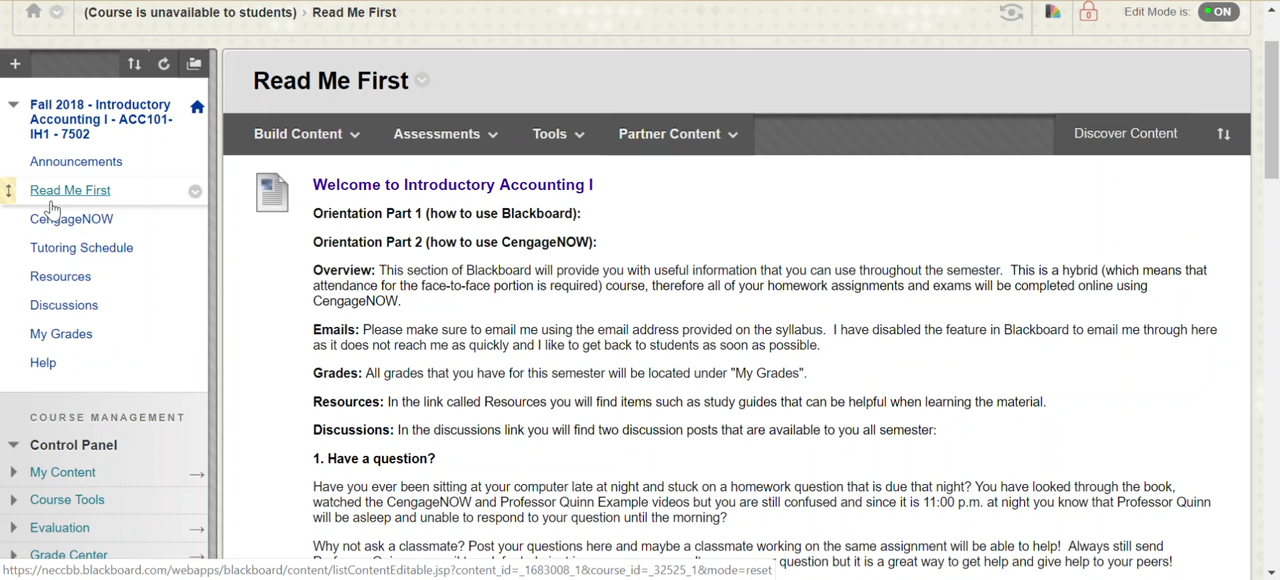 (Course is unavailable to students) › Read Me First
Edit Mode is: ON
Fall 2018 - Introductory
Accounting I - ACC101-
IH1 - 7502
Announcements
Read Me First
CengageNOW
Tutoring Schedule
Resources
Discussions
My Grades
Help
COURSE MANAGEMENT
Control Panel
My Content
Course Tools
Evaluation
Grade Center
Read Me First
Build Content Assessments Tools Partner Content Discover Content
Welcome to Introductory Accounting I
Orientation Part 1 (how to use Blackboard):
Orientation Part 2 (how to use CengageNOW):
Overview: This section of Blackboard will provide you with useful information that you can use throughout the semester. This is a hybrid (which means that
attendance for the face-to-face portion is required) course, therefore all of your homework assignments and exams will be completed online using
CengageNOW.
Emails: Please make sure to email me using the email address provided on the syllabus. I have disabled the feature in Blackboard to email me through here
as it does not reach me as quickly and I like to get back to students as soon as possible.
Grades: All grades that you have for this semester will be located under "My Grades".
Resources: In the link called Resources you will find items such as study guides that can be helpful when learning the material.
Discussions: In the discussions link you will find two discussion posts that are available to you all semester:
1. Have a question?
Have you ever been sitting at your computer late at night and stuck on a homework question that is due that night? You have looked through the book,
watched the CengageNOW and Professor Quinn Example videos but you are still confused and since it is 11:00 p.m. at night you know that Professor Quinn
will be asleep and unable to respond to your question until the morning?
Why not ask a classmate? Post your questions here and maybe a classmate working on the same assignment will be able to help! Always still send
question but it is a great way to get help and give help to your peers!
https://neccbb.blackboard.com/webapps/blackboard/content/listContentEditable.jsp?content_id=_1683008_1&course_id=_32525_1&mode=reset